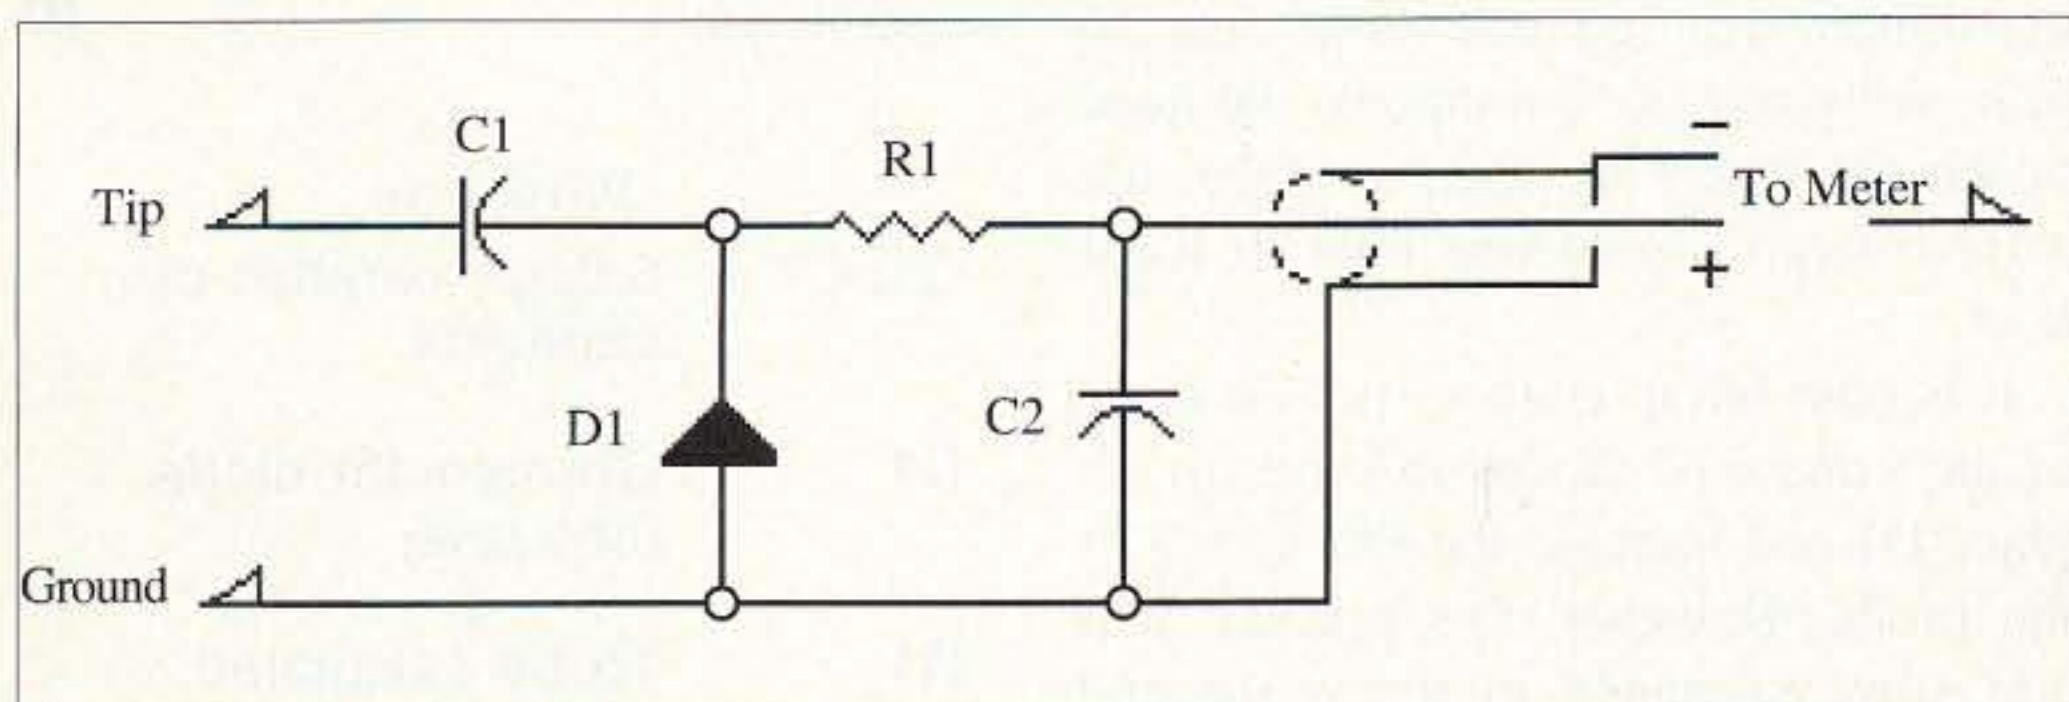 C1
R1
−
Tip
To Meter
+
D1
C2
Ground